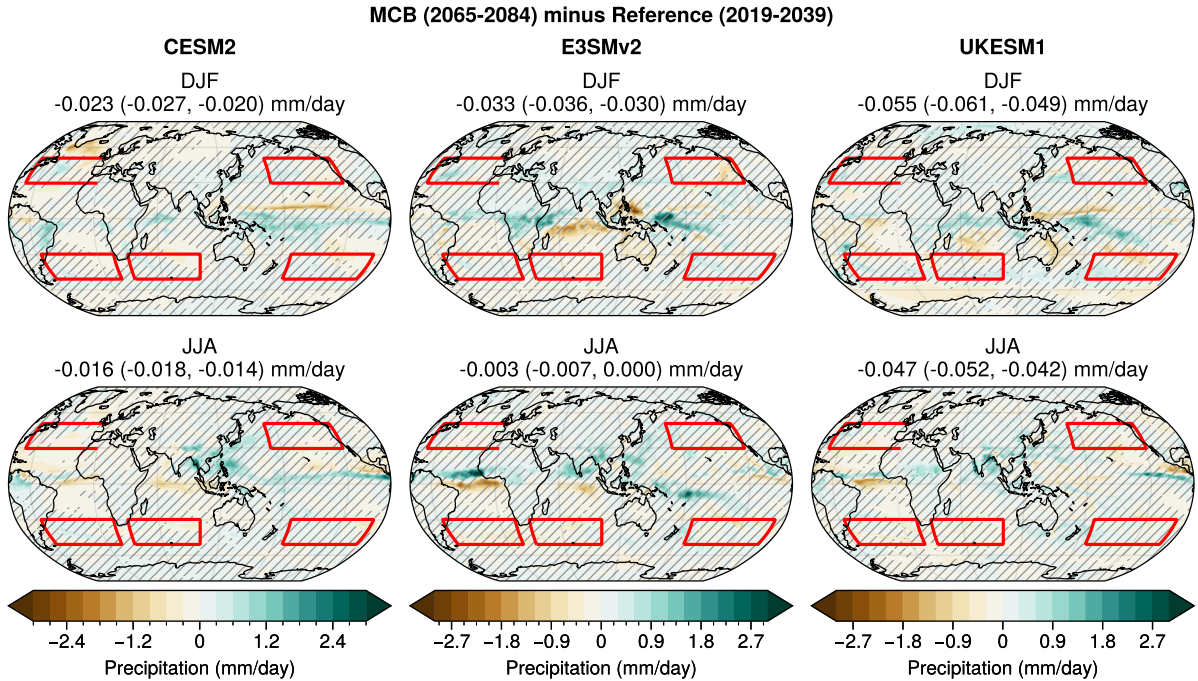 MCB (2065-2084) minus Reference (2019-2039)
CESM2
E3SMv2
UKESM1
DJF
-0.023 (-0.027, -0.020) mm/day
DJF
-0.033 (-0.036, -0.030) mm/day
DJF
-0.055 (-0.061, -0.049) mm/day
JJA
-0.016 (-0.018, -0.014) mm/day
JJA
-0.003 (-0.007, 0.000) mm/day
JJA
-0.047 (-0.052, -0.042) mm/day
−2.4 −1.2 0 1.2 2.4
Precipitation (mm/day)
−2.7 −1.8 −0.9 0 0.9 1.8 2.7
Precipitation (mm/day)
−2.7 −1.8 −0.9 0 0.9 1.8 2.7
Precipitation (mm/day)